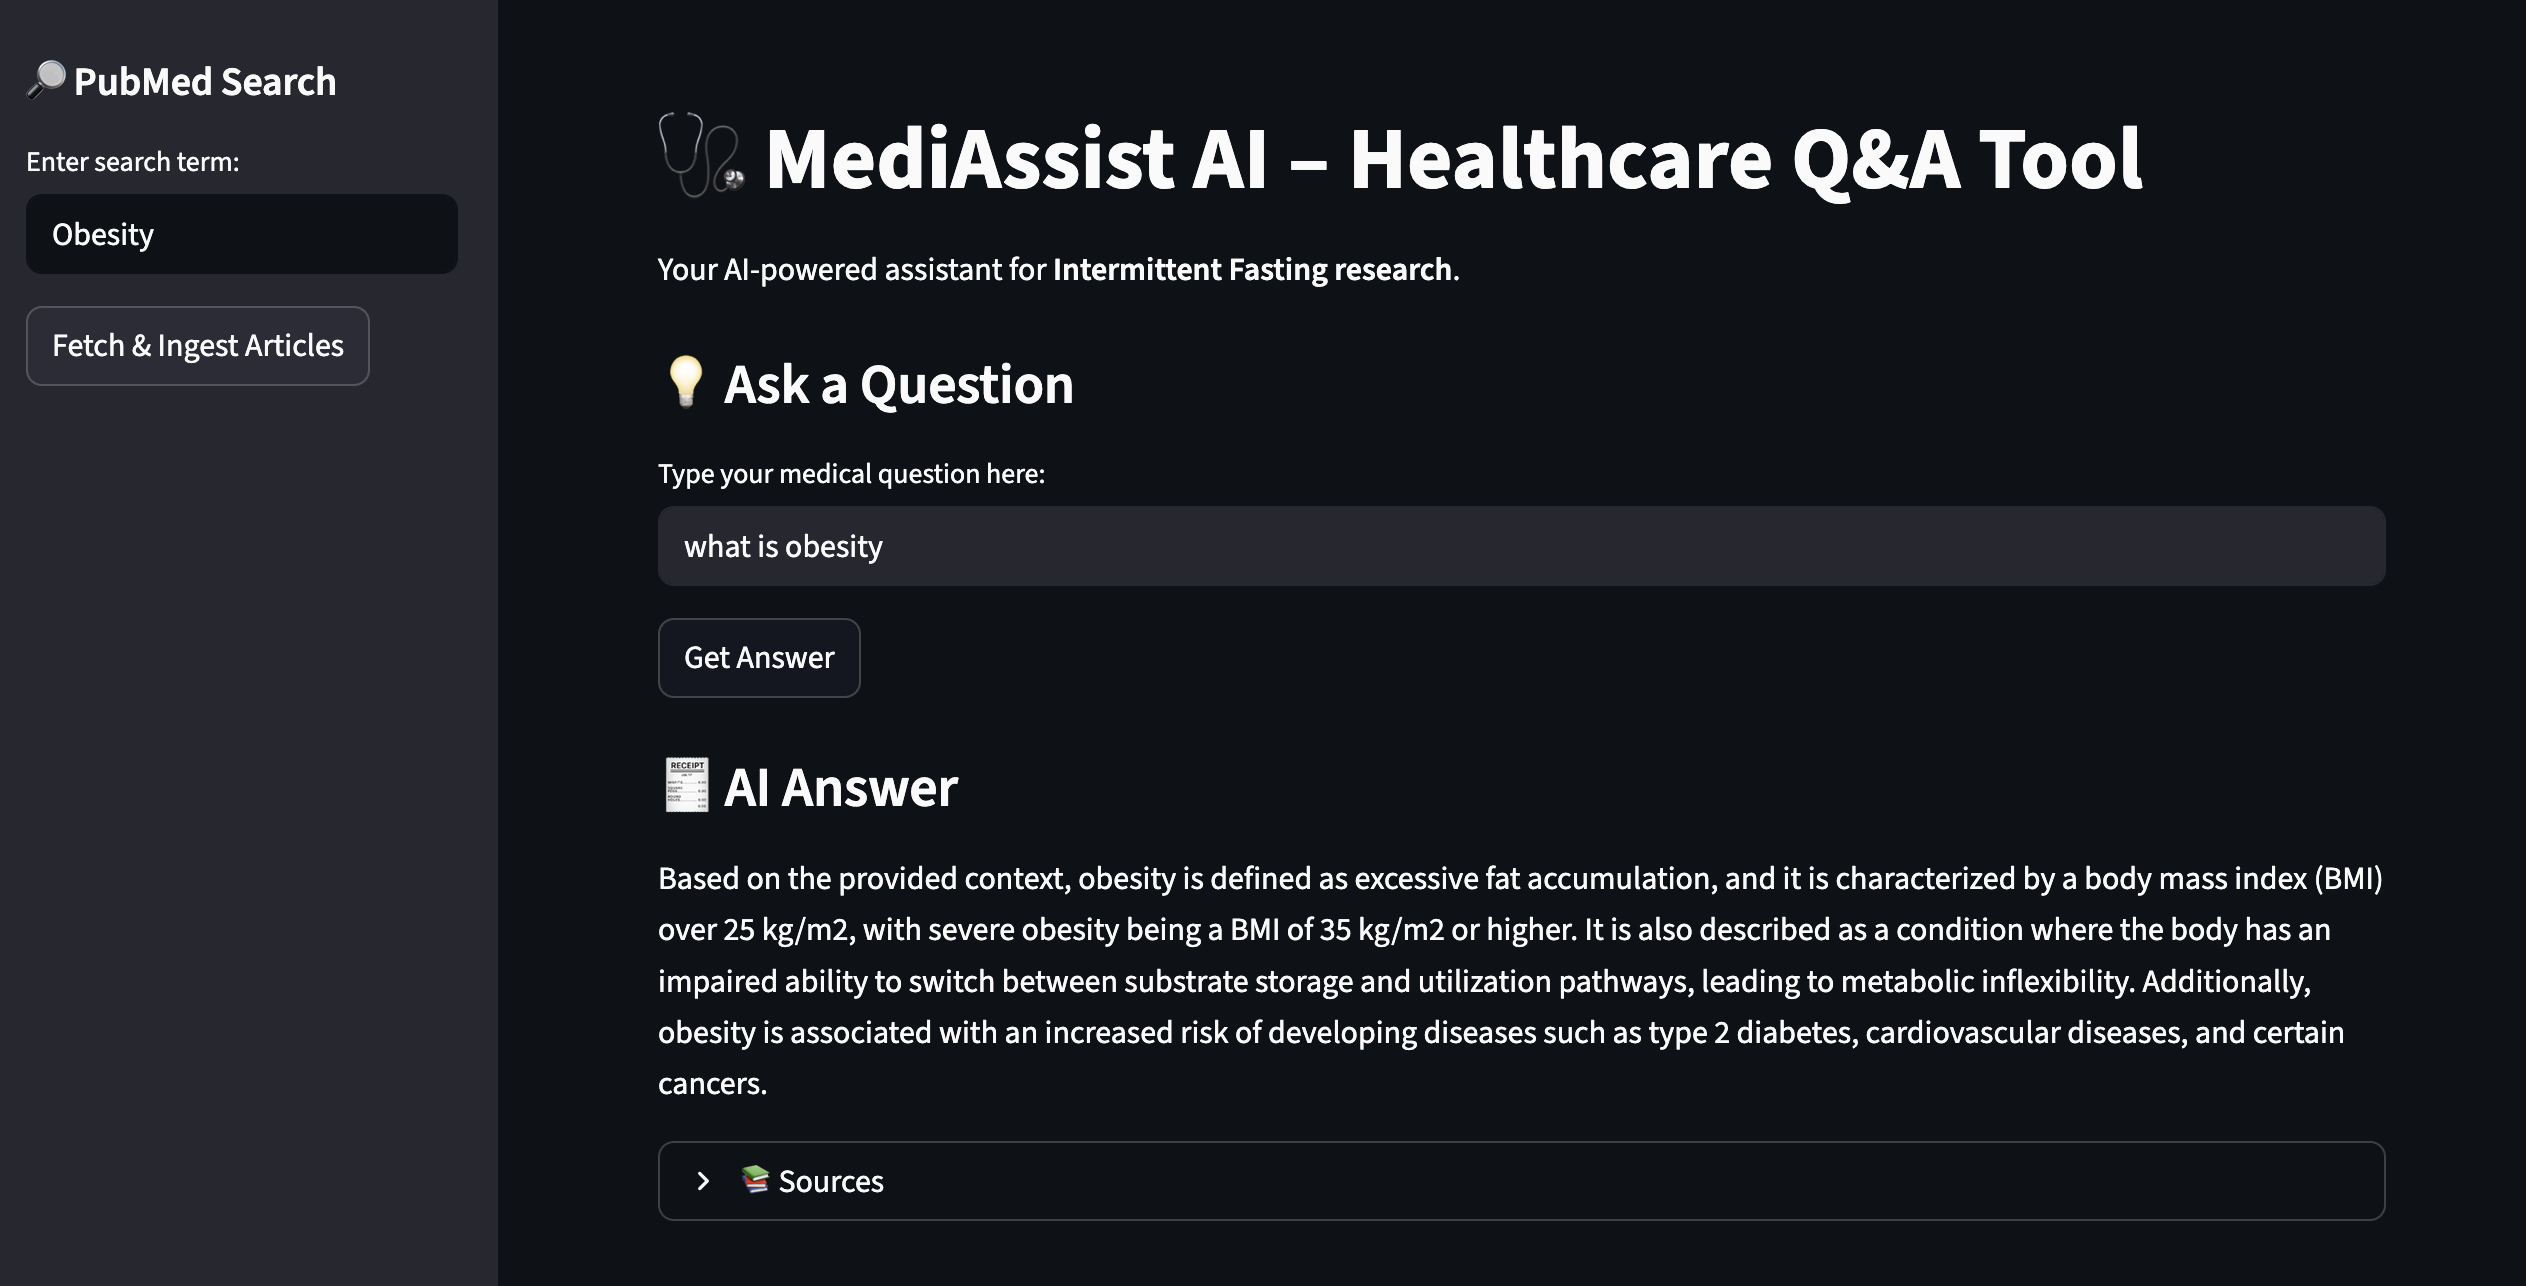 PubMed Search
Enter search term:
Obesity
Fetch & Ingest Articles
MediAssist AI – Healthcare Q&A Tool
Your AI-powered assistant for Intermittent Fasting research.
Ask a Question
Type your medical question here:
what is obesity
Get Answer
RECEIPT
AI Answer
Based on the provided context, obesity is defined as excessive fat accumulation, and it is characterized by a body mass index (BMI)
over 25 kg/m2, with severe obesity being a BMI of 35 kg/m2 or higher. It is also described as a condition where the body has an
impaired ability to switch between substrate storage and utilization pathways, leading to metabolic inflexibility. Additionally,
obesity is associated with an increased risk of developing diseases such as type 2 diabetes, cardiovascular diseases, and certain
cancers.
Sources